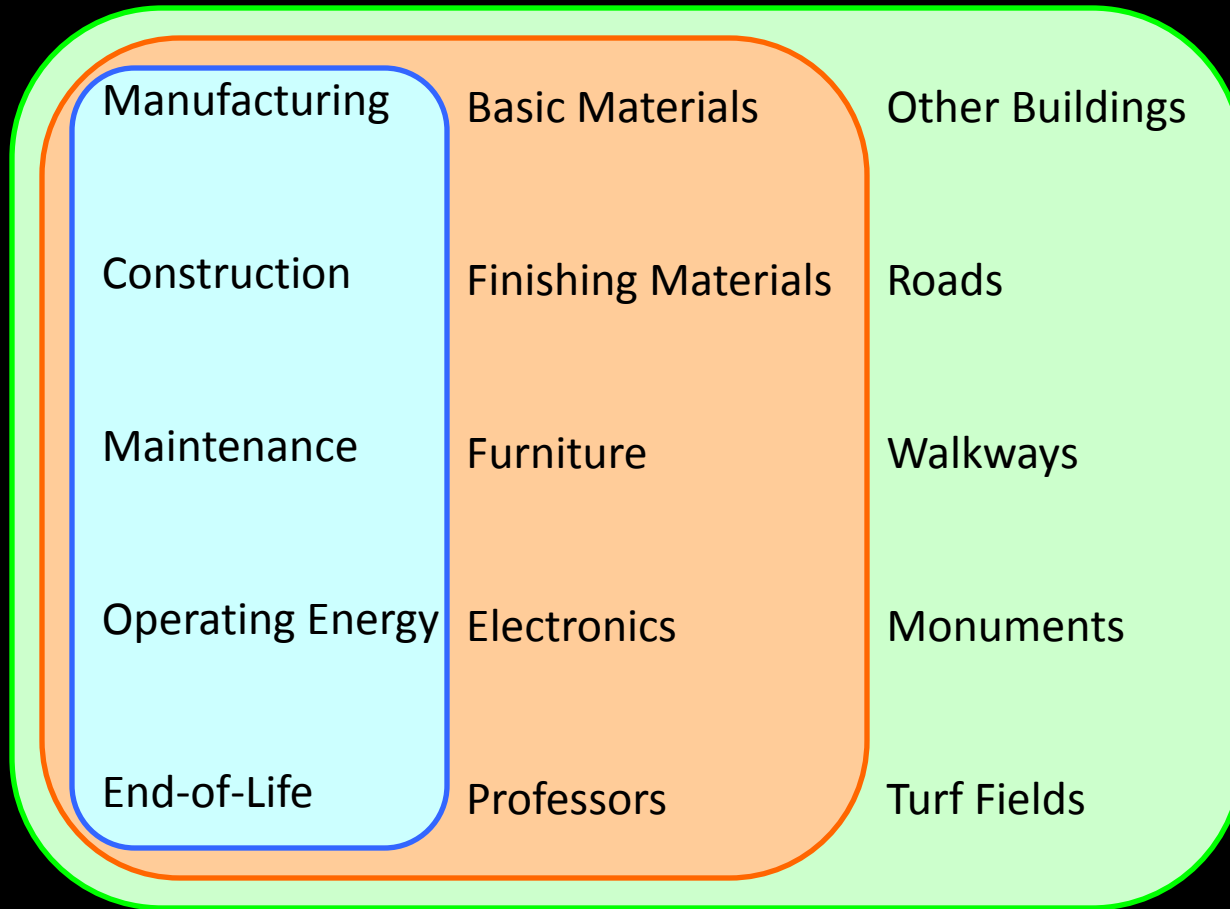 Manufacturing
Construction
Maintenance
Operating Energy
End-of-Life
Basic Materials
Finishing Materials
Furniture
Electronics
Professors
Other Buildings
Roads
Walkways
Monuments
Turf Fields